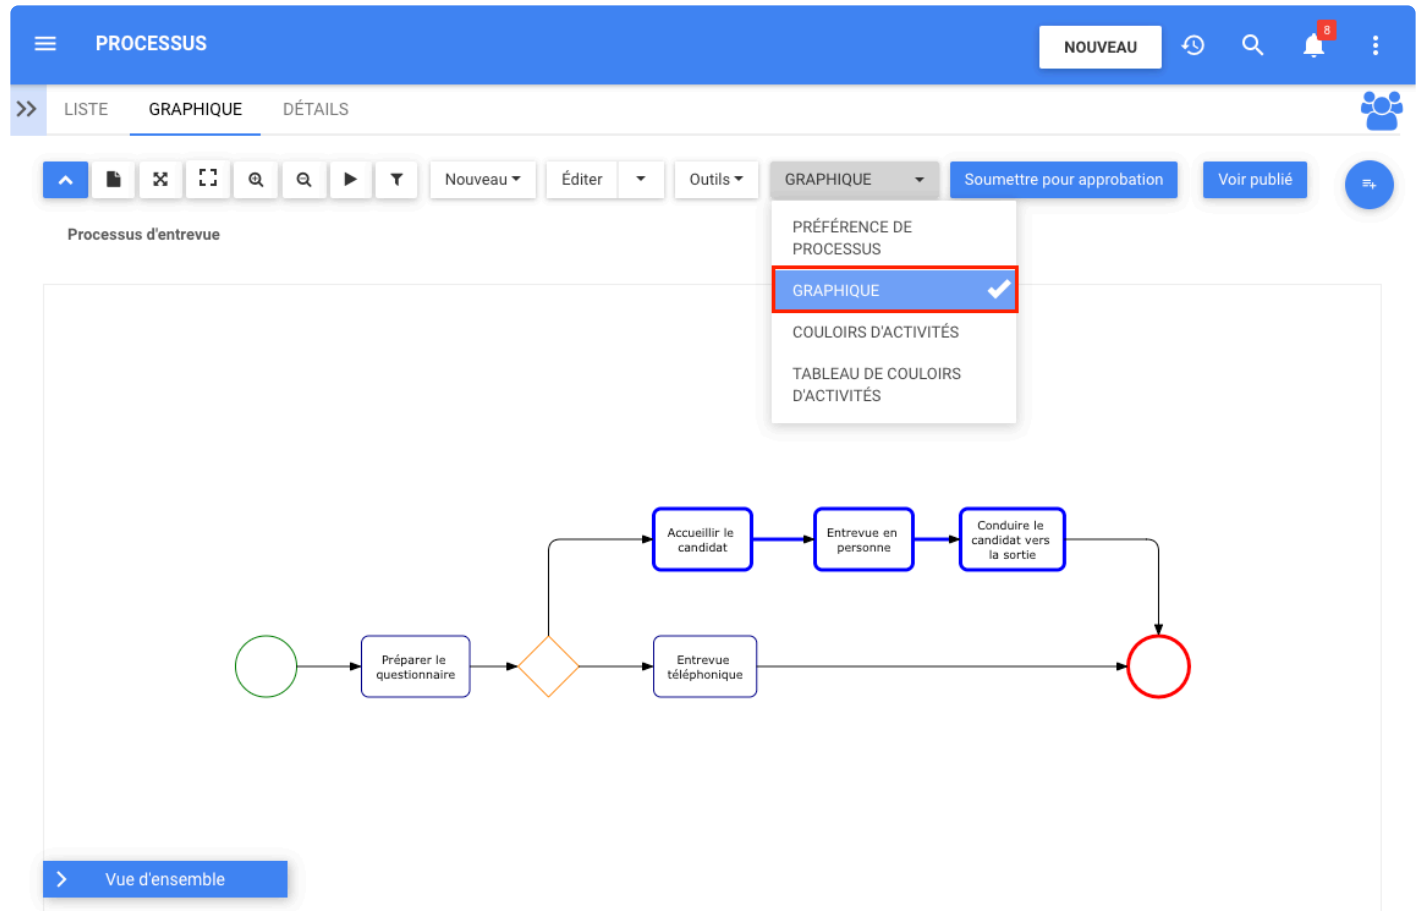 PROCESSUS
NOUVEAU
8
LISTE
GRAPHIQUE
DÉTAILS
Nouveau
Éditer
Outils
GRAPHIQUE
Soumettre pour approbation
Voir publié
Processus d'entrevue
PRÉFÉRENCE DE
PROCESSUS
GRAPHIQUE
COULOIRS D'ACTIVITÉS
TABLEAU DE COULOIRS
D'ACTIVITÉS
Accueillir le
candidat
Entrevue en
personne
Conduire le
candidat vers
la sortie
Préparer le
questionnaire
Entrevue
téléphonique
Vue d'ensemble